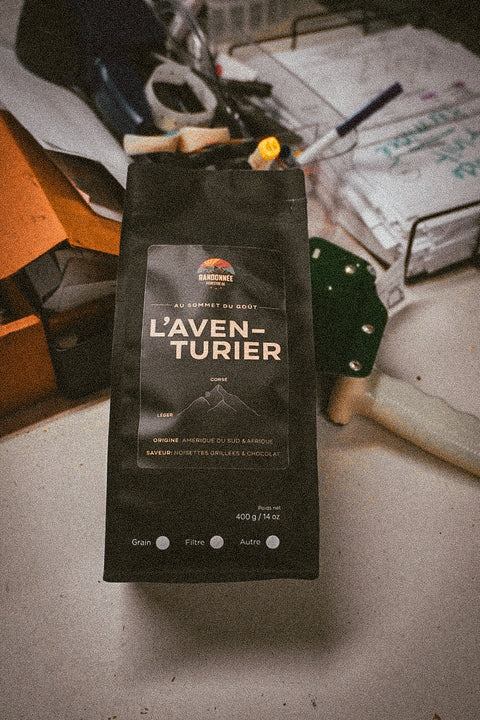 RANDONNÉE
AU SOMMET DU GOÛT
L'AVEN-
TURIER
CORSÉ
LÉGER
ORIGINE: AMÉRIQUE DU SUD & AFRIQUE
SAVEUR: NOISETTES GRILLÉES & CHOCOLAT
Poids net
400 g / 14 oz
Grain Filtre Autre